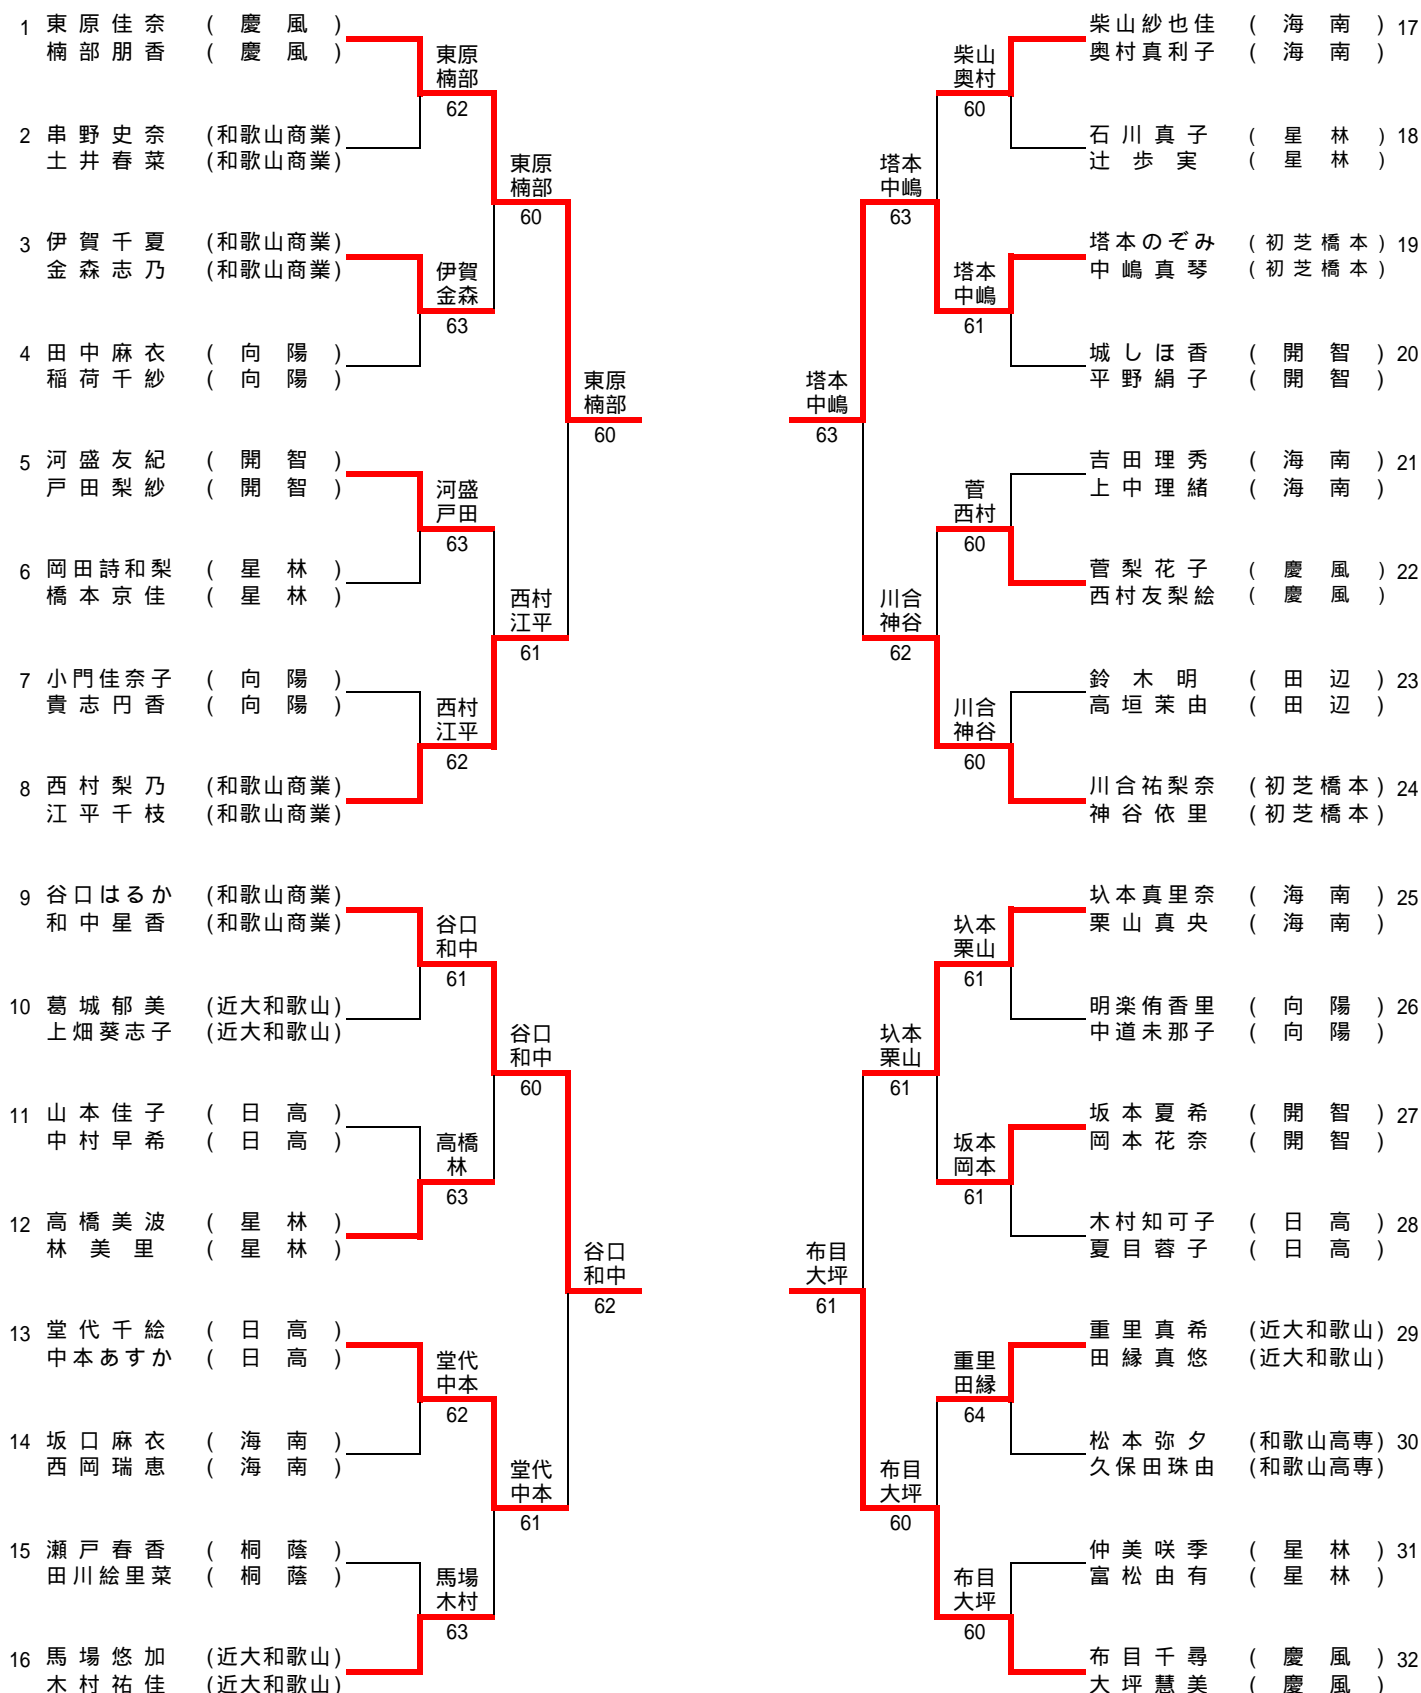 1 東原佳奈 (慶風)
楠部朋香 (慶風)
2 串野史奈 (和歌山商業)
土井春菜 (和歌山商業)
3 伊賀千夏 (和歌山商業)
金森志乃 (和歌山商業)
4 田中麻衣 (向陽)
稲荷千紗 (向陽)
5 河盛友紀 (開智)
戸田梨紗 (開智)
6 岡田詩和梨 (星林)
橋本京佳 (星林)
7 小門佳奈子 (向陽)
貴志円香 (向陽)
8 西村梨乃 (和歌山商業)
江平千枝 (和歌山商業)
9 谷口はるか (和歌山商業)
和中星香 (和歌山商業)
10 葛城郁美 (近大和歌山)
上畑葵志子 (近大和歌山)
11 山本佳子 (日高)
中村早希 (日高)
12 高橋美波 (星林)
林美里 (星林)
13 堂代千絵 (日高)
中本あすか (日高)
14 坂口麻衣 (海南)
西岡瑞恵 (海南)
15 瀬戸春香 (桐蔭)
田川絵里菜 (桐蔭)
16 馬場悠加 (近大和歌山)
木村祐佳 (近大和歌山)
東原
楠部
62
伊賀
金森
63
河盛
戸田
63
西村
江平
62
谷口
和中
61
高橋
林
63
堂代
中本
62
馬場
木村
63
東原
楠部
60
西村
江平
61
谷口
和中
60
堂代
中本
61
東原
楠部
60
谷口
和中
62
塔本
中嶋
63
布目
大坪
61
塔本
中嶋
63
川合
神谷
62
圦本
栗山
61
布目
大坪
60
柴山
奥村
60
塔本
中嶋
61
菅
西村
60
川合
神谷
60
圦本
栗山
61
坂本
岡本
61
重里
田縁
64
布目
大坪
60
柴山紗也佳 (海南) 17
奥村真利子 (海南)
石川真子 (星林) 18
辻歩実 (星林)
塔本のぞみ (初芝橋本) 19
中嶋真琴 (初芝橋本)
城しほ香 (開智) 20
平野絹子 (開智)
吉田理秀 (海南) 21
上中理緒 (海南)
菅梨花子 (慶風) 22
西村友梨絵 (慶風)
鈴木明 (田辺) 23
高垣茉由 (田辺)
川合祐梨奈 (初芝橋本) 24
神谷依里 (初芝橋本)
圦本真里奈 (海南) 25
栗山真央 (海南)
明楽侑香里 (向陽) 26
中道未那子 (向陽)
坂本夏希 (開智) 27
岡本花奈 (開智)
木村知可子 (日高) 28
夏目蓉子 (日高)
重里真希 (近大和歌山) 29
田縁真悠 (近大和歌山)
松本弥夕 (和歌山高専) 30
久保田珠由 (和歌山高専)
仲美咲季 (星林) 31
富松由有 (星林)
布目千尋 (慶風) 32
大坪慧美 (慶風)